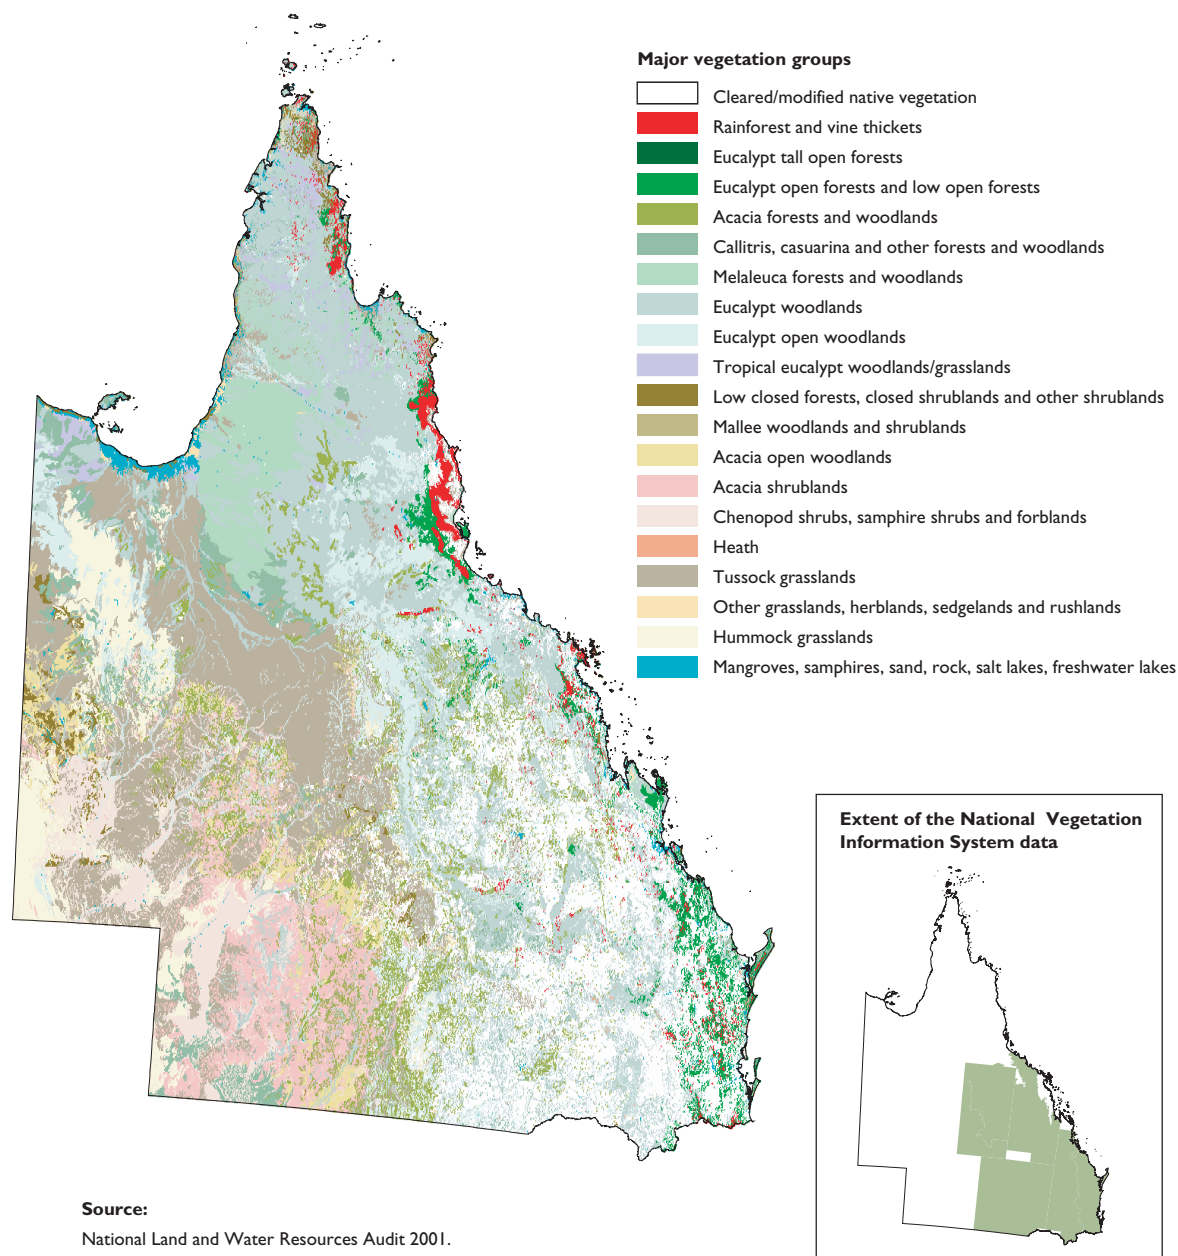 Major vegetation groups
Cleared/modified native vegetation
Rainforest and vine thickets
Eucalypt tall open forests
Eucalypt open forests and low open forests
Acacia forests and woodlands
Callitris, casuarina and other forests and woodlands
Melaleuca forests and woodlands
Eucalypt woodlands
Eucalypt open woodlands
Tropical eucalypt woodlands/grasslands
Low closed forests, closed shrublands and other shrublands
Mallee woodlands and shrublands
Acacia open woodlands
Acacia shrublands
Chenopod shrubs, samphire shrubs and forblands
Heath
Tussock grasslands
Other grasslands, herblands, sedgelands and rushlands
Hummock grasslands
Mangroves, samphires, sand, rock, salt lakes, freshwater lakes
Extent of the National Vegetation
Information System data
Source:
National Land and Water Resources Audit 2001.